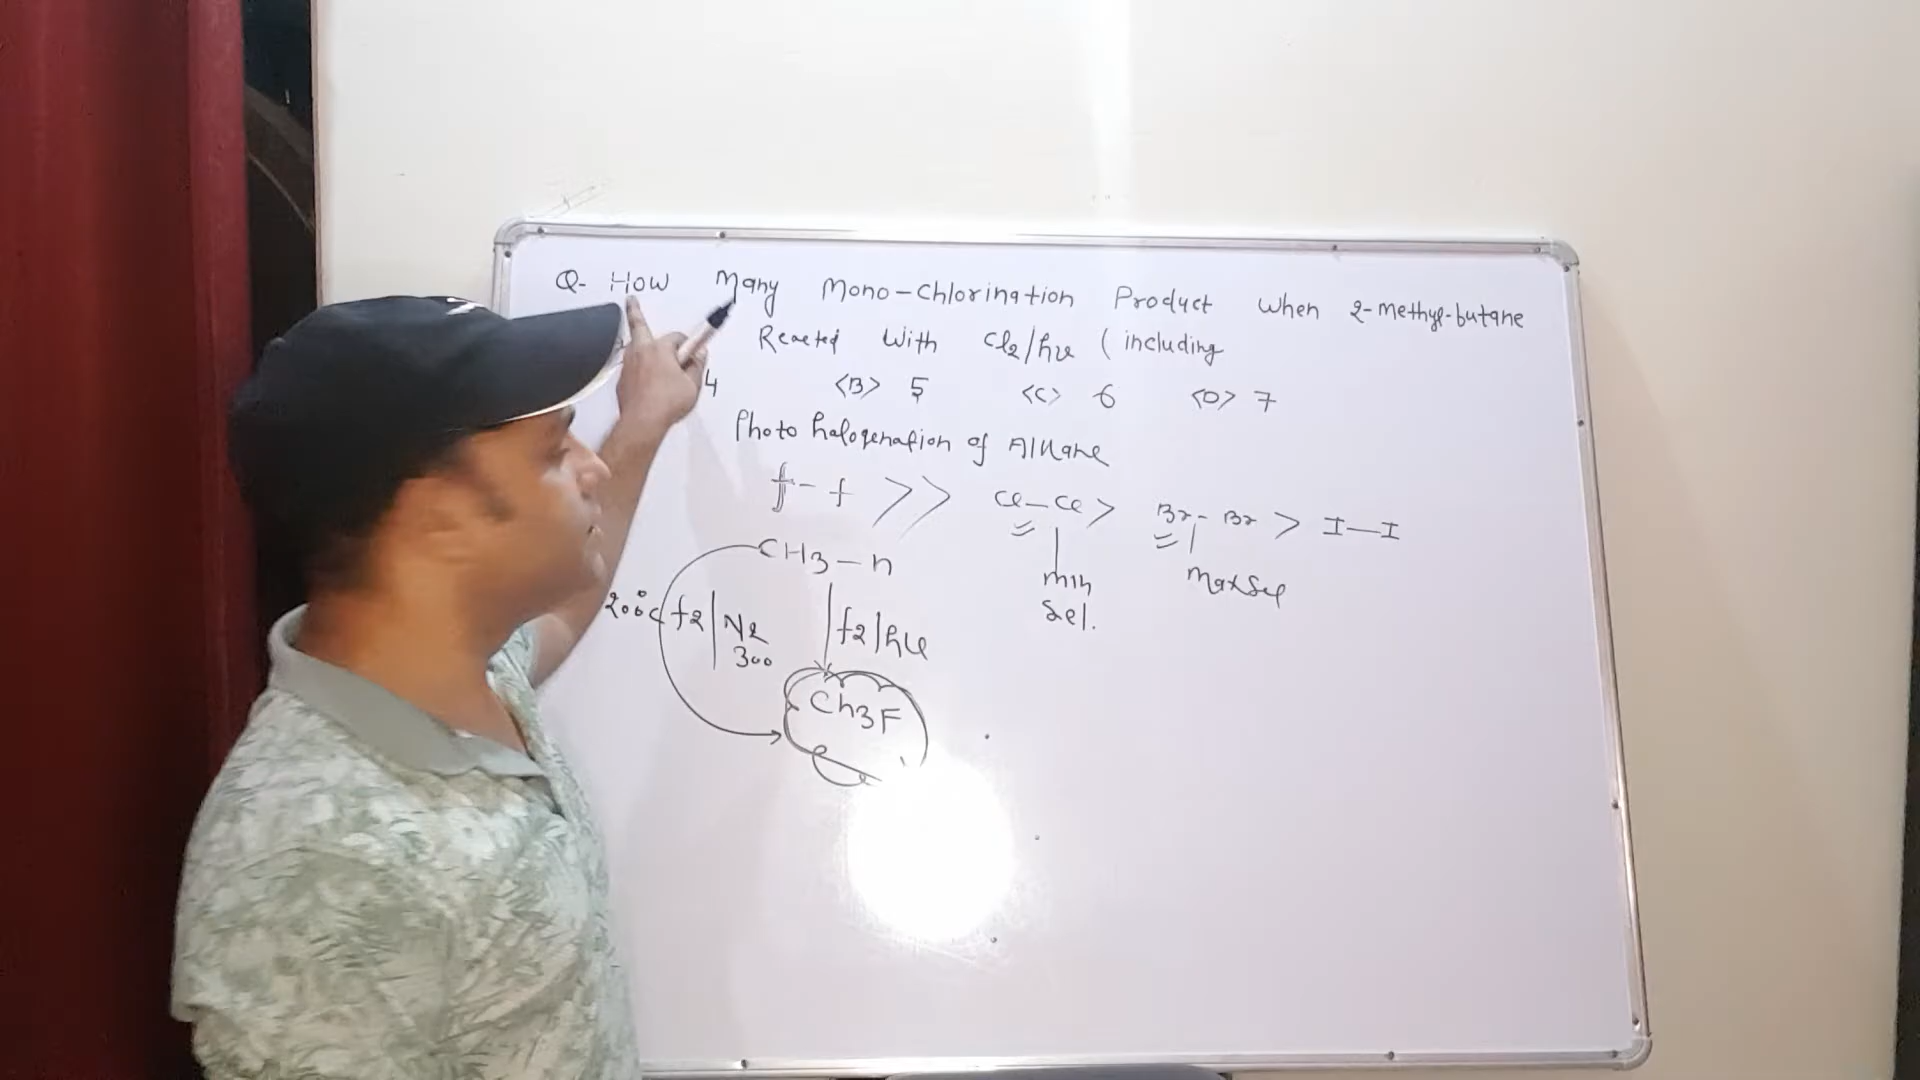 Q- How Many Mono-Chlorination Product When 2-methyl-butane
Reacted With Cl2/hν (including
4 <B> 5 <C> 6 <D> 7
Photo halogenation of Alkane
f-f >> Cl-Cl > Br-Br > I-I
CH3-H
min
Sel.
Max Sel
200°C f2/N2
300
f2/hν
Ch3F